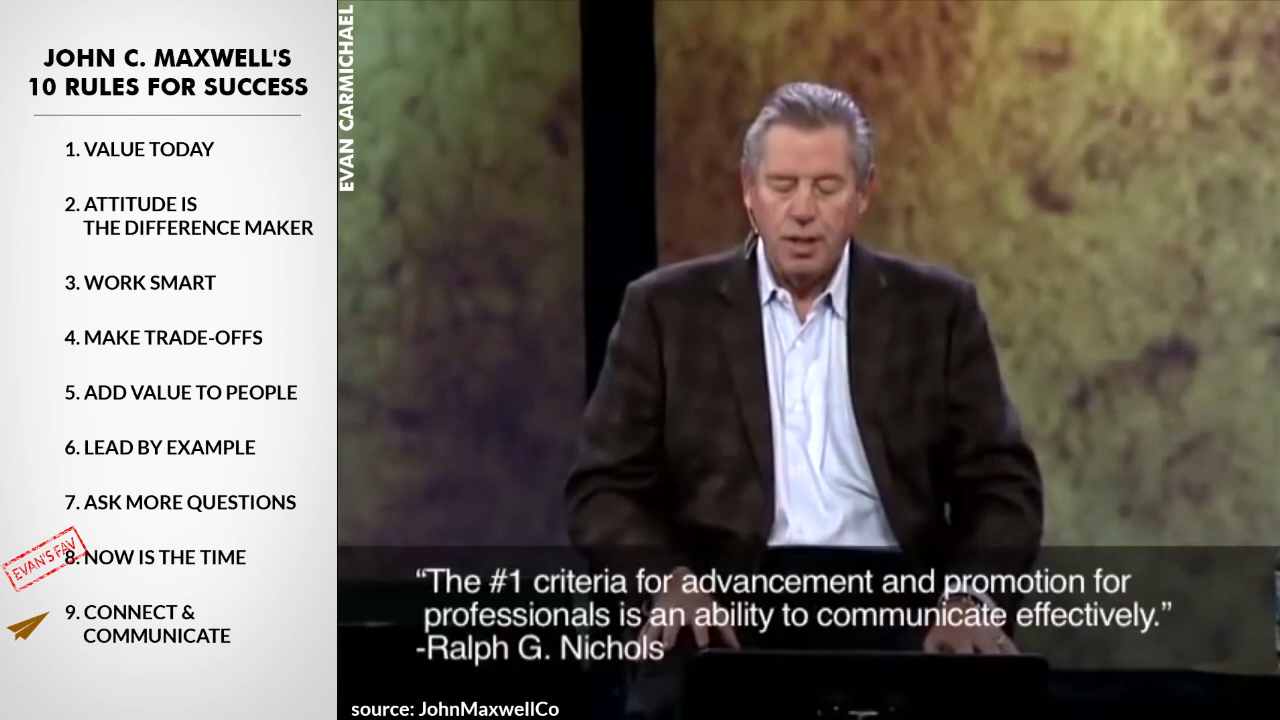 JOHN C. MAXWELL'S
10 RULES FOR SUCCESS
1. VALUE TODAY
2. ATTITUDE IS
THE DIFFERENCE MAKER
3. WORK SMART
4. MAKE TRADE-OFFS
5. ADD VALUE TO PEOPLE
6. LEAD BY EXAMPLE
7. ASK MORE QUESTIONS
EVAN'S FAV
8. NOW IS THE TIME
9. CONNECT &
COMMUNICATE
EVAN CARMICHAEL
“The #1 criteria for advancement and promotion for
professionals is an ability to communicate effectively.”
-Ralph G. Nichols
source: JohnMaxwellCo